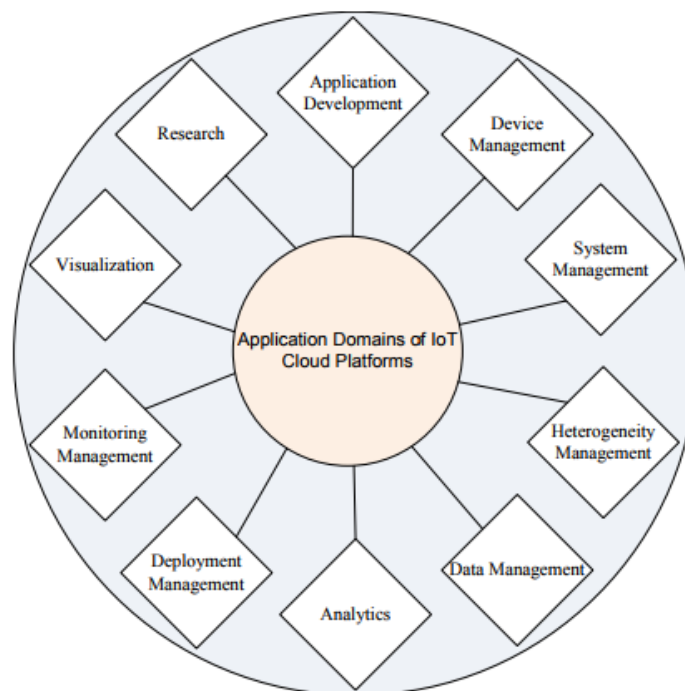 Application
Development
Device
Management
System
Management
Heterogeneity
Management
Data Management
Analytics
Deployment
Management
Monitoring
Management
Visualization
Research
Application Domains of IoT
Cloud Platforms